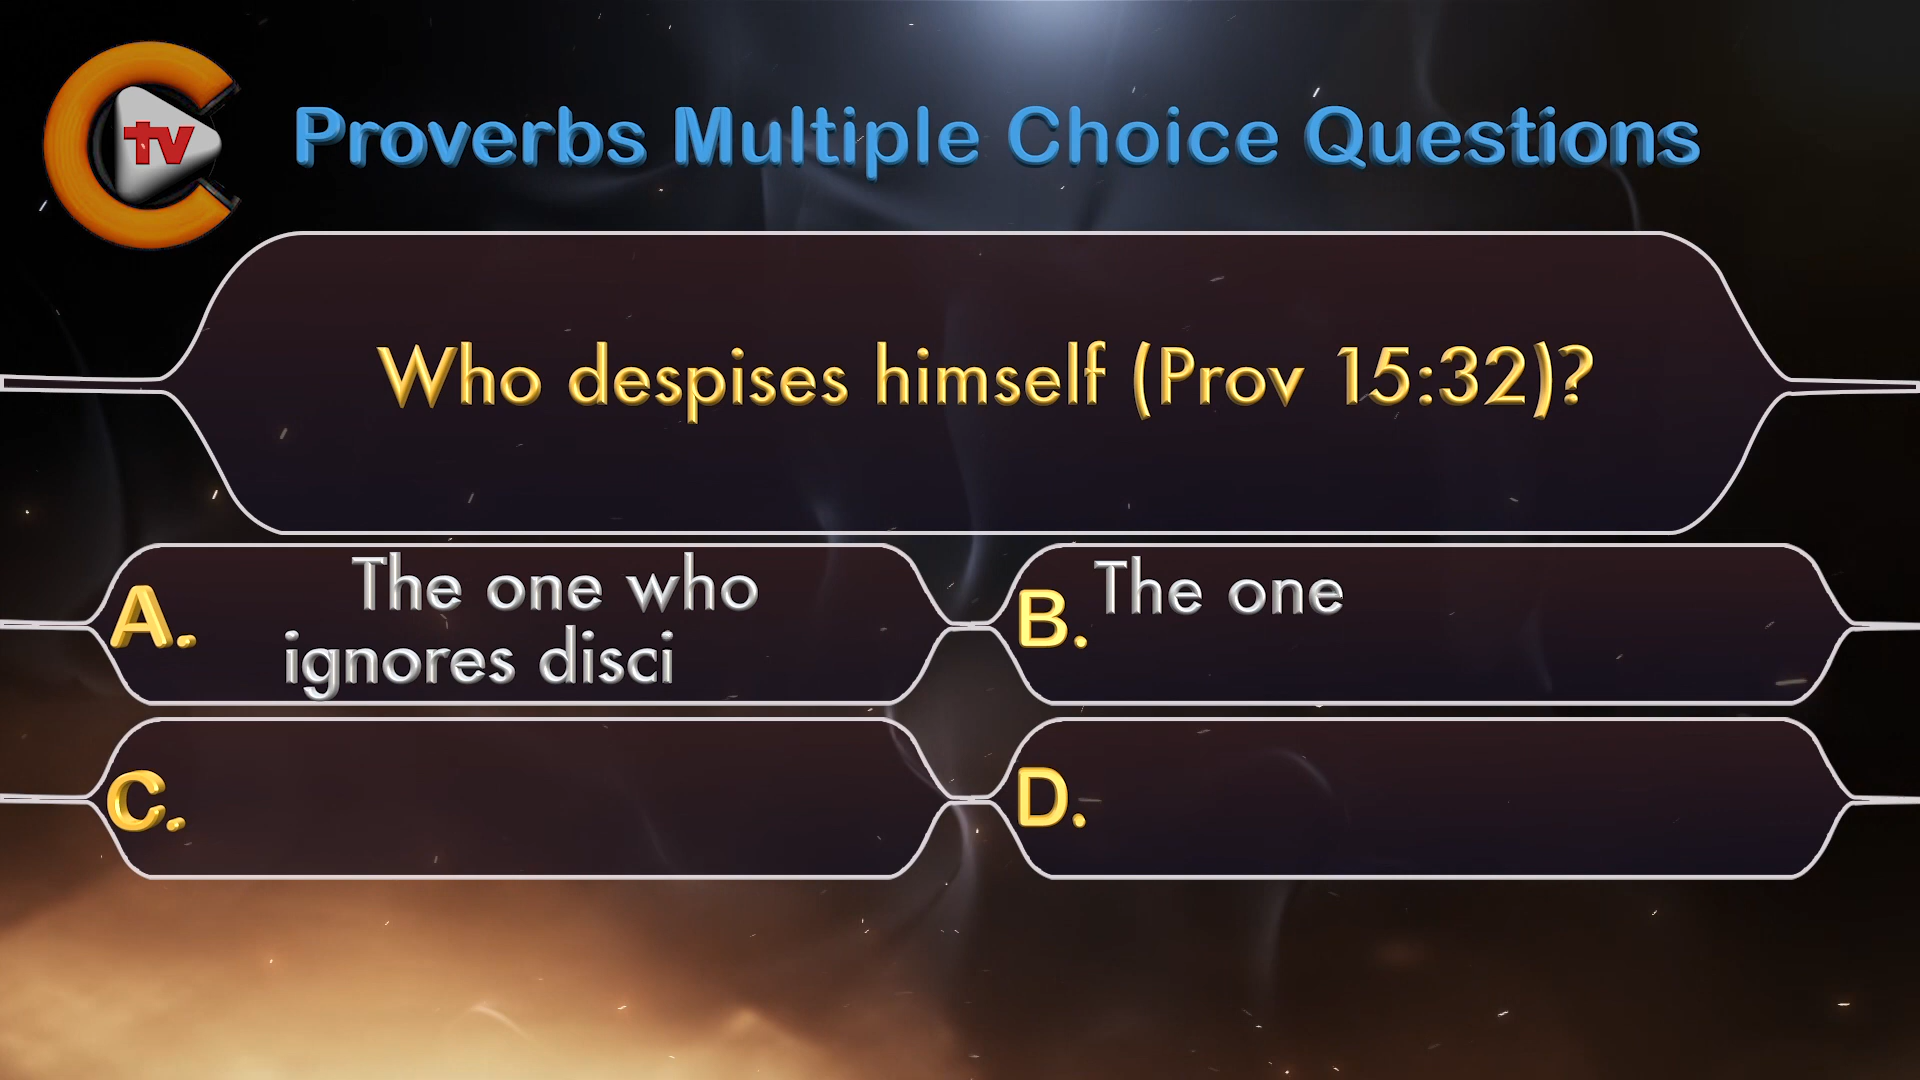 tv
Proverbs Multiple Choice Questions
Who despises himself (Prov 15:32)?
A. The one who
ignores disci
B. The one
C.
D.